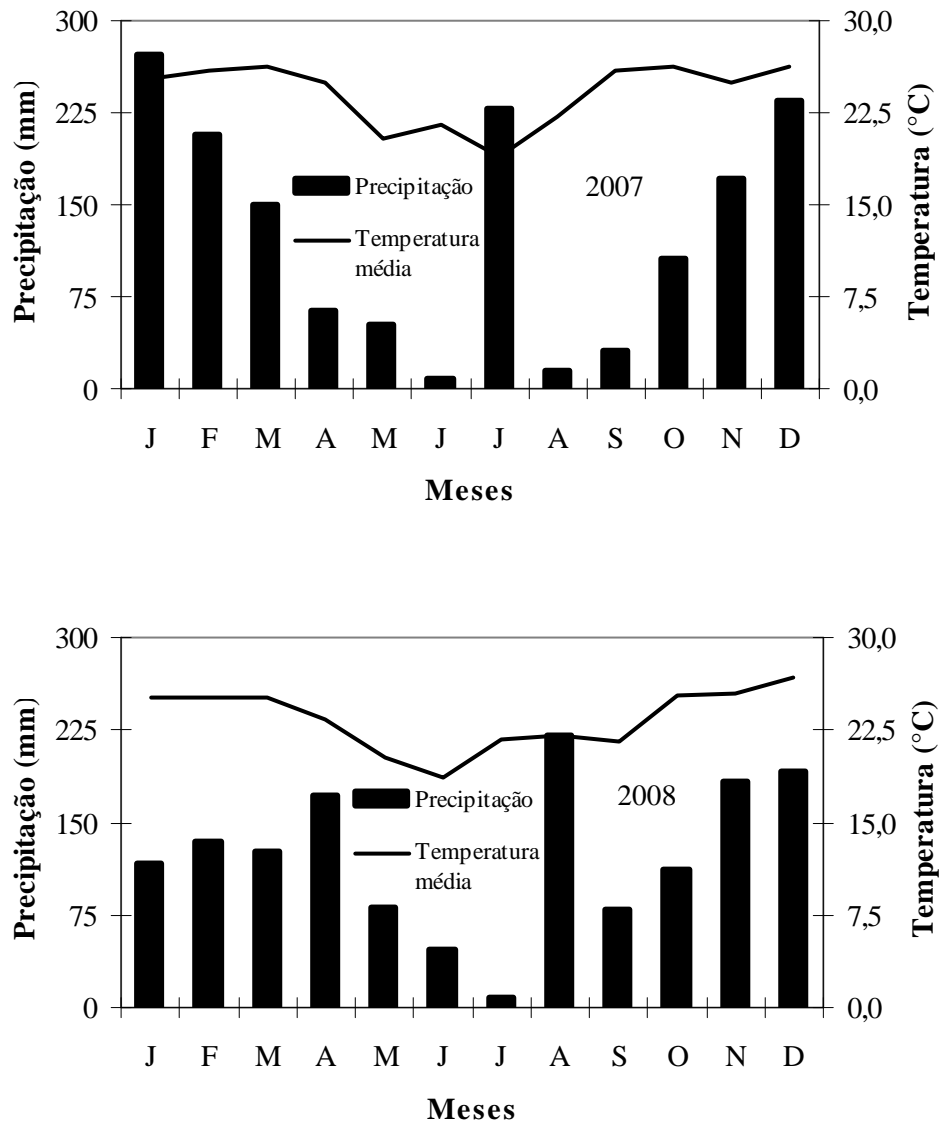 300
30,0
225
22,5
150
15,0
75
7,5
0
0,0
Precipitação (mm)
Temperatura (°C)
Precipitação
Temperatura
média
2007
J F M A M J J A S O N D
Meses
300
30,0
225
22,5
150
15,0
75
7,5
0
0,0
Precipitação (mm)
Temperatura (°C)
Precipitação
Temperatura
média
2008
J F M A M J J A S O N D
Meses